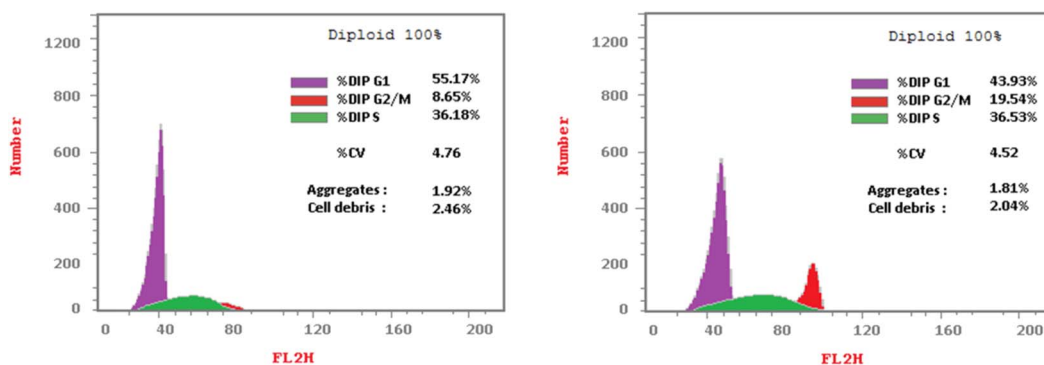 Diploid 100%
1200
800
600
400
200
0
Number
%DIP G1 55.17%
%DIP G2/M 8.65%
%DIP S 36.18%
%CV 4.76
Aggregates : 1.92%
Cell debris : 2.46%
0 40 80 120 160 200
FL2H
Diploid 100%
1200
800
600
400
200
0
Number
%DIP G1 43.93%
%DIP G2/M 19.54%
%DIP S 36.53%
%CV 4.52
Aggregates : 1.81%
Cell debris : 2.04%
0 40 80 120 160 200
FL2H